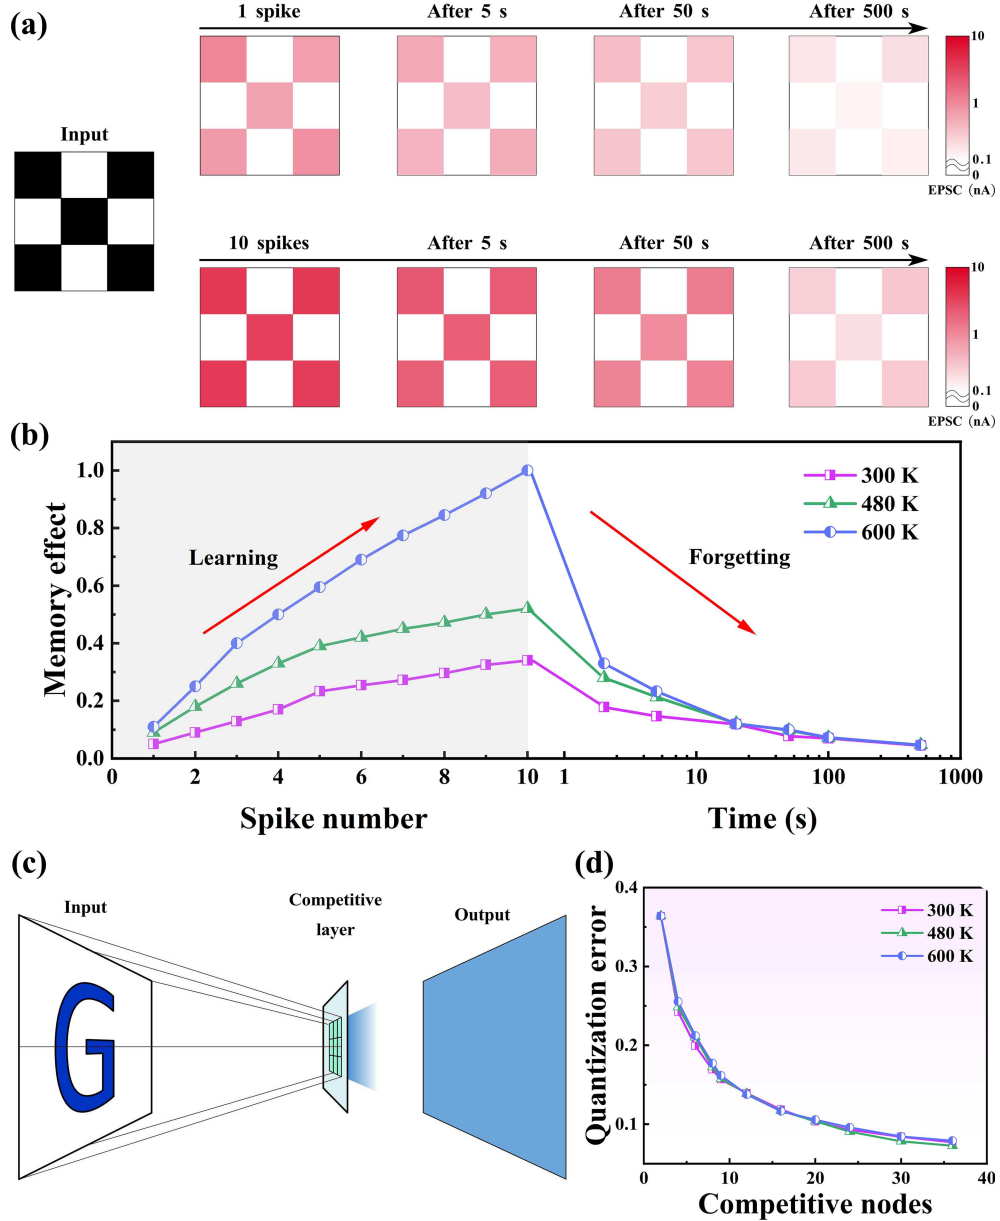 (a)
1 spike
After 5 s
After 50 s
After 500 s
10
1
0.1
0
EPSC (nA)
Input
10 spikes
After 5 s
After 50 s
After 500 s
10
1
0.1
0
EPSC (nA)
(b)
Memory effect
1.0
0.8
0.6
0.4
0.2
0.0
Learning
Forgetting
300 K
480 K
600 K
0 2 4 6 8 10 1 10 100 1000
Spike number
Time (s)
(c)
Input
Competitive
layer
Output
G
(d)
Quantization error
0.4
0.3
0.2
0.1
300 K
480 K
600 K
0 10 20 30 40
Competitive nodes